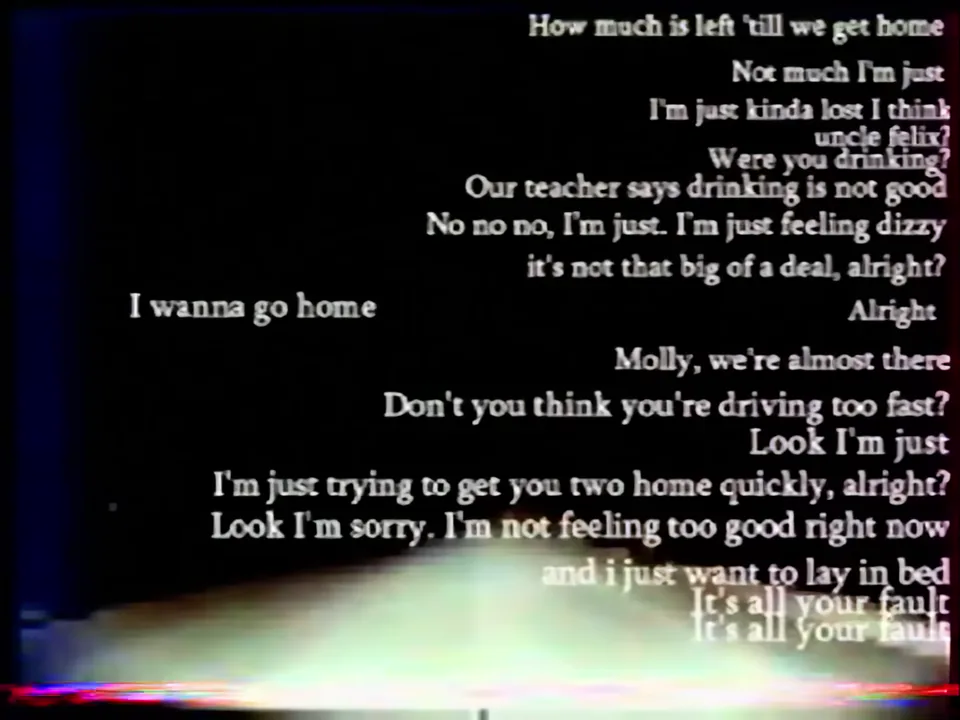 How much is left 'till we get home
Not much I'm just
I'm just kinda lost I think
uncle felix?
Were you drinking?
Our teacher says drinking is not good
No no no, I'm just. I'm just feeling dizzy
it's not that big of a deal, alright?
I wanna go home
Alright
Molly, we're almost there
Don't you think you're driving too fast?
Look I'm just
I'm just trying to get you two home quickly, alright?
Look I'm sorry. I'm not feeling too good right now
and i just want to lay in bed
It's all your fault
It's all your fault